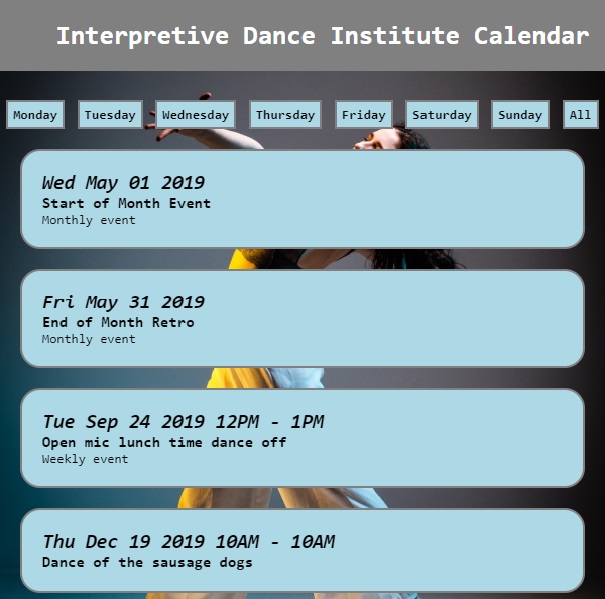 Interpretive Dance Institute Calendar
Monday Tuesday Wednesday Thursday Friday Saturday Sunday All
Wed May 01 2019
Start of Month Event
Monthly event
Fri May 31 2019
End of Month Retro
Monthly event
Tue Sep 24 2019 12PM - 1PM
Open mic lunch time dance off
Weekly event
Thu Dec 19 2019 10AM - 10AM
Dance of the sausage dogs